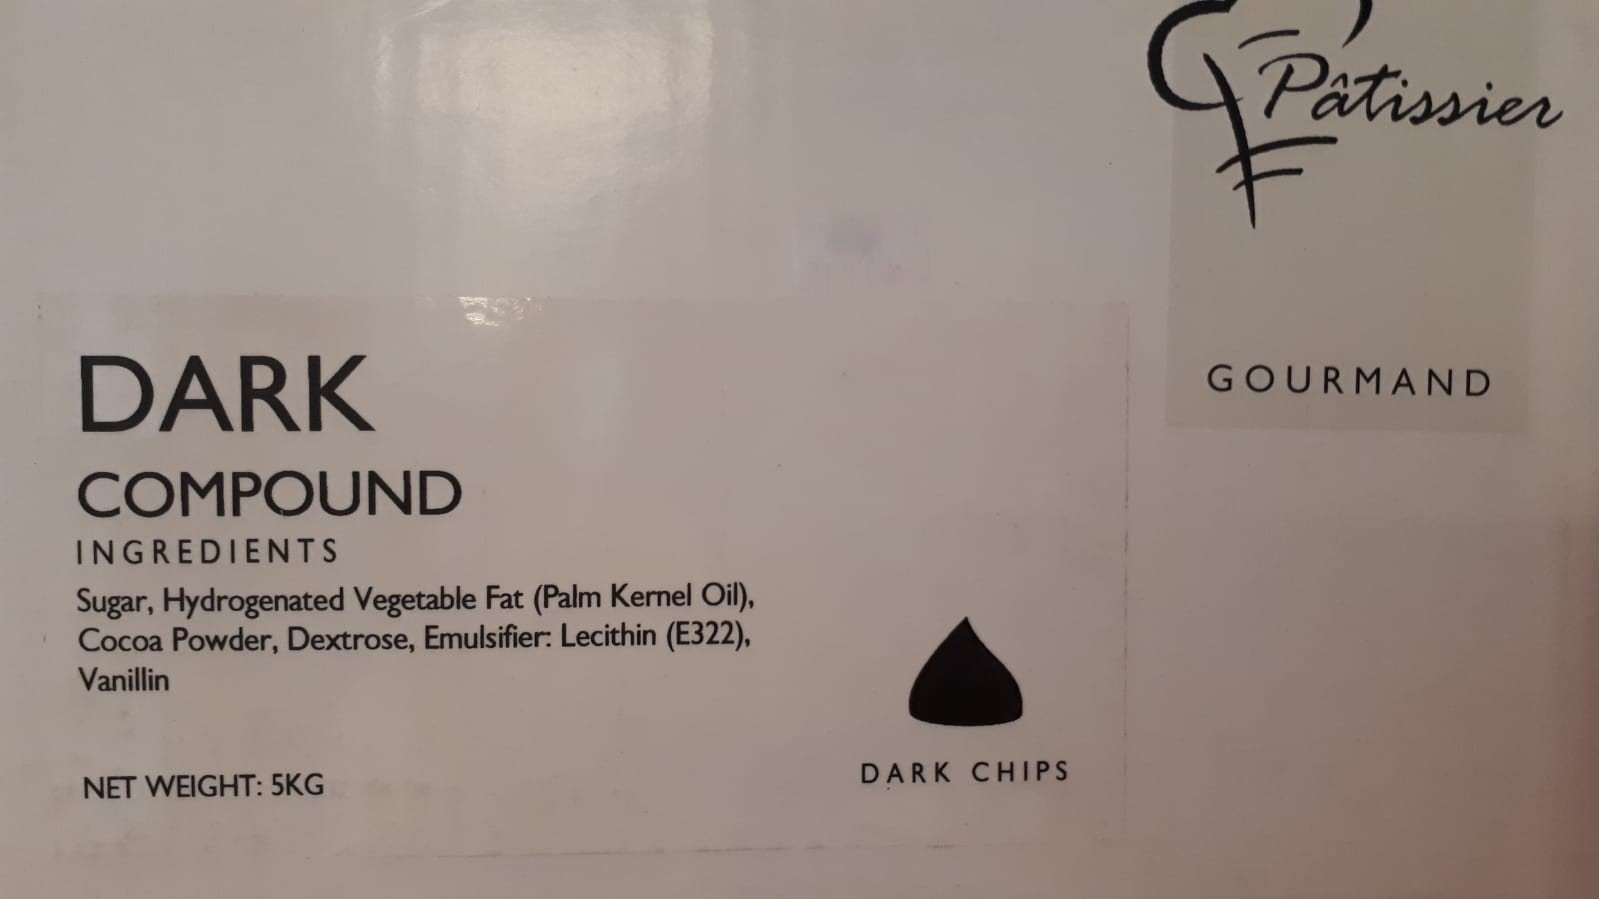 Pâtissier
GOURMAND
DARK
COMPOUND
INGREDIENTS
Sugar, Hydrogenated Vegetable Fat (Palm Kernel Oil),
Cocoa Powder, Dextrose, Emulsifier: Lecithin (E322),
Vanillin
NET WEIGHT: 5KG
DARK CHIPS